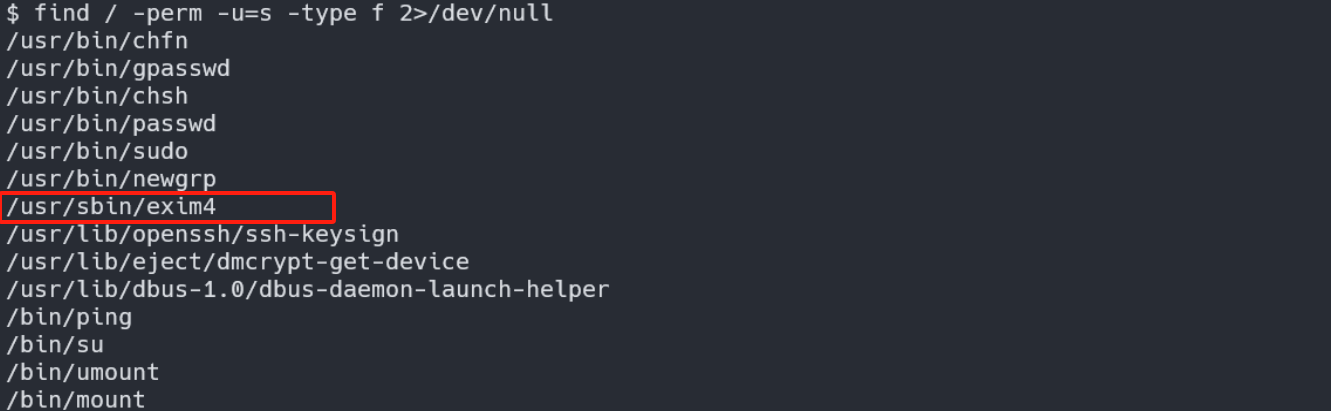 $ find / -perm -u=s -type f 2>/dev/null
/usr/bin/chfn
/usr/bin/gpasswd
/usr/bin/chsh
/usr/bin/passwd
/usr/bin/sudo
/usr/bin/newgrp
/usr/sbin/exim4
/usr/lib/openssh/ssh-keysign
/usr/lib/eject/dmcrypt-get-device
/usr/lib/dbus-1.0/dbus-daemon-launch-helper
/bin/ping
/bin/su
/bin/umount
/bin/mount